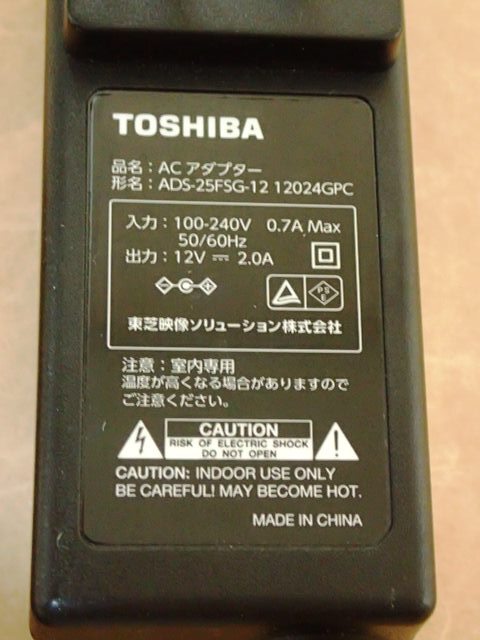 TOSHIBA
品名：AC アダプター
形名：ADS-25FSG-12 12024GPC
入力：100-240V 0.7A Max
50/60Hz
出力：12V ⎓ 2.0A
PS
E
東芝映像ソリューション株式会社
注意：室内専用
温度が高くなる場合がありますので
ご注意ください。
CAUTION
RISK OF ELECTRIC SHOCK
DO NOT OPEN
CAUTION: INDOOR USE ONLY
BE CAREFUL! MAY BECOME HOT.
MADE IN CHINA